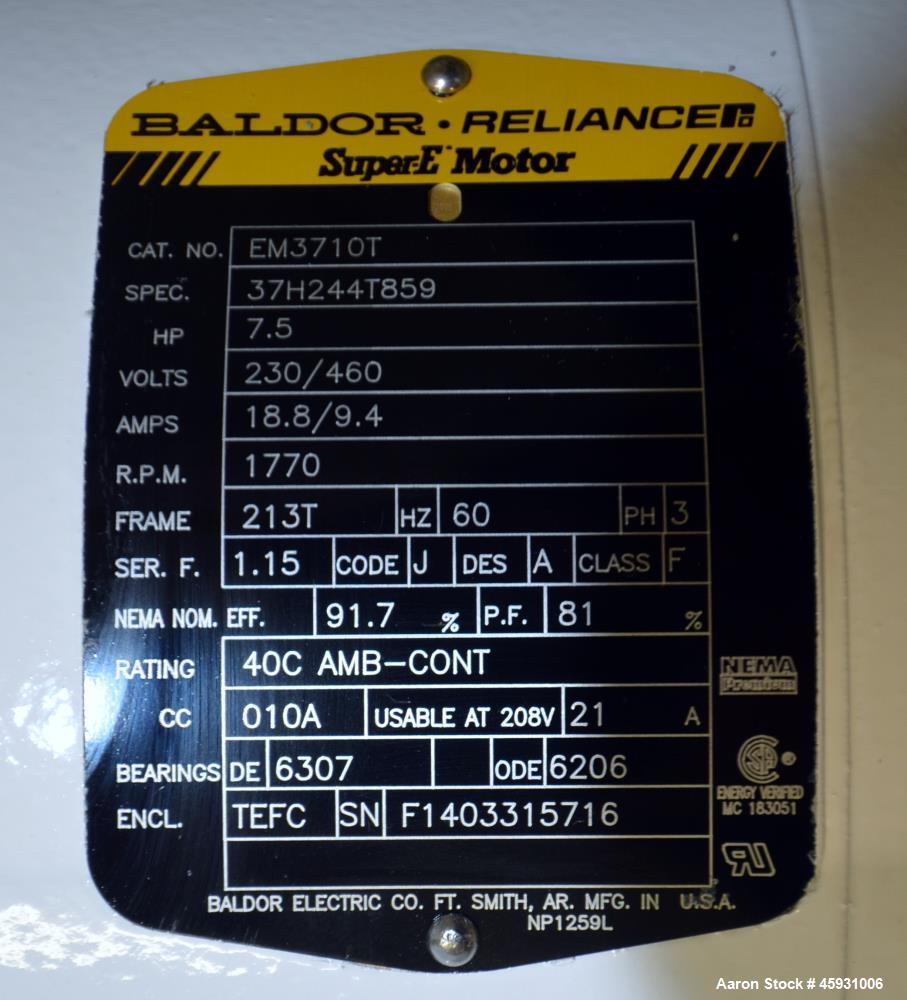 BALDOR • RELIANCE
Super-E Motor
CAT. NO. EM3710T
SPEC. 37H244T859
HP 7.5
VOLTS 230/460
AMPS 18.8/9.4
R.P.M. 1770
FRAME 213T HZ 60 PH 3
SER. F. 1.15 CODE J DES A CLASS F
NEMA NOM. EFF. 91.7 % P.F. 81 %
RATING 40C AMB-CONT
NEMA
Premium
CC 010A USABLE AT 208V 21 A
BEARINGS DE 6307 ODE 6206
ENCL. TEFC SN F1403315716
ENERGY VERIFIED
MC 183051
BALDOR ELECTRIC CO. FT. SMITH, AR. MFG. IN U.S.A.
NP1259L
Aaron Stock # 45931006